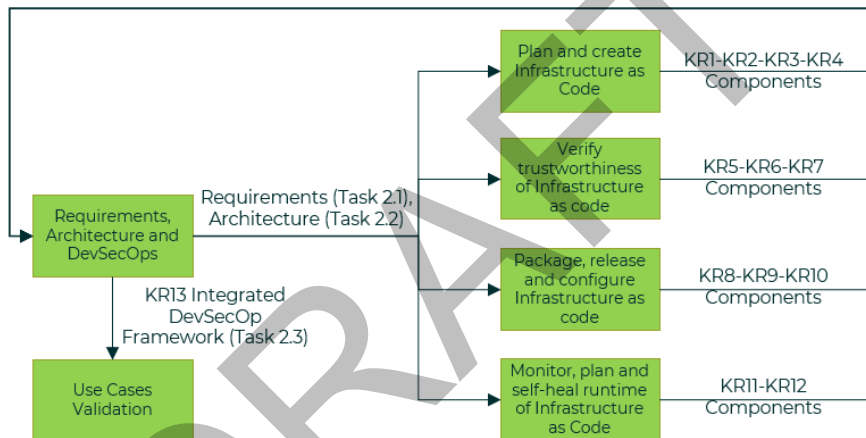 Plan and create
Infrastructure as
Code
KR1-KR2-KR3-KR4
Components
Verify
trustworthiness
of Infrastructure
as code
KR5-KR6-KR7
Components
Requirements,
Architecture and
DevSecOps
Requirements (Task 2.1),
Architecture (Task 2.2)
Package, release
and configure
Infrastructure as
code
KR8-KR9-KR10
Components
KR13 Integrated
DevSecOp
Framework (Task 2.3)
Use Cases
Validation
Monitor, plan and
self-heal runtime
of Infrastructure
as Code
KR11-KR12
Components
DRAFT